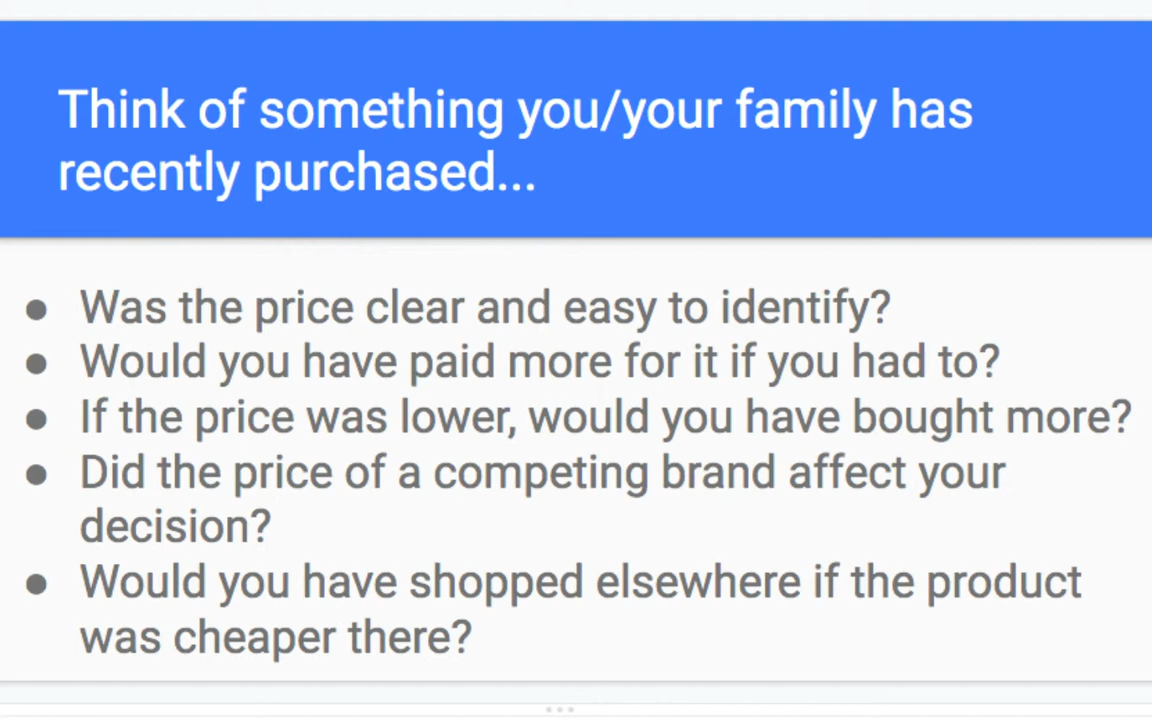 Think of something you/your family has
recently purchased...
● Was the price clear and easy to identify?
● Would you have paid more for it if you had to?
● If the price was lower, would you have bought more?
● Did the price of a competing brand affect your
decision?
● Would you have shopped elsewhere if the product
was cheaper there?